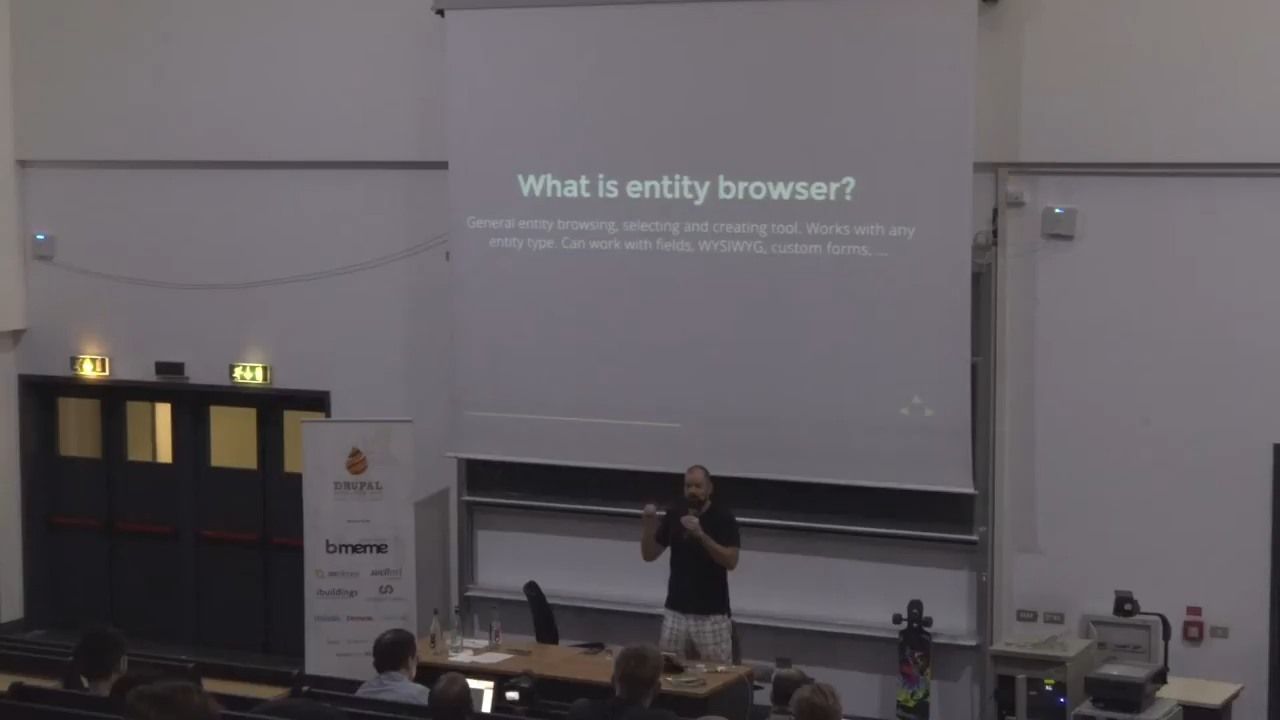 What is entity browser?
General entity browsing, selecting and creating tool. Works with any
entity type. Can work with fields, WYSIWYG, custom forms, ...
DRUPAL
bmeme
ibuildings